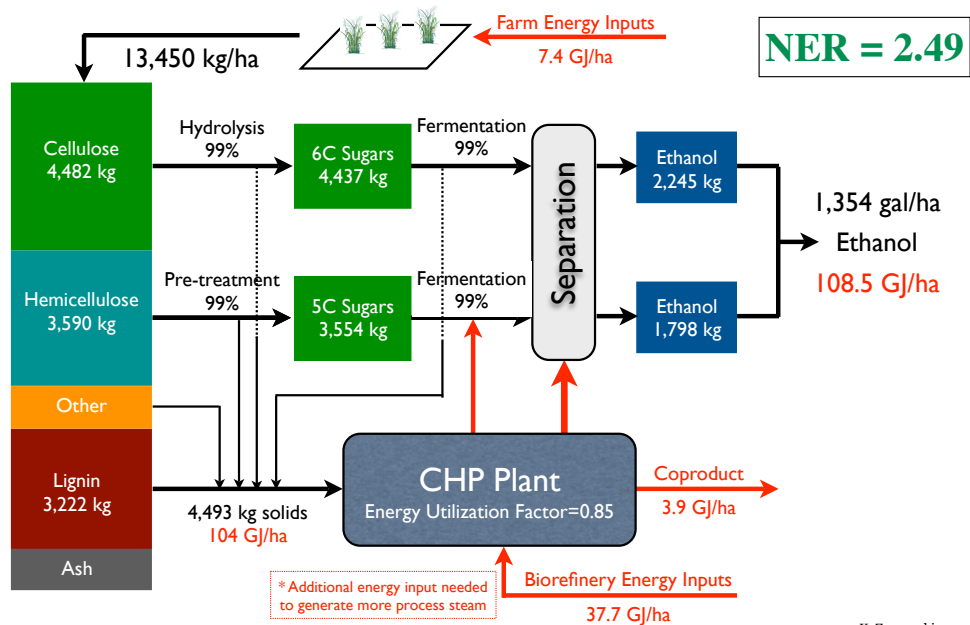 Farm Energy Inputs
7.4 GJ/ha
NER = 2.49
13,450 kg/ha
Cellulose
4,482 kg
Hydrolysis
99%
6C Sugars
4,437 kg
Fermentation
99%
Separation
Ethanol
2,245 kg
1,354 gal/ha
Ethanol
108.5 GJ/ha
Hemicellulose
3,590 kg
Pre-treatment
99%
5C Sugars
3,554 kg
Fermentation
99%
Ethanol
1,798 kg
Other
Lignin
3,222 kg
4,493 kg solids
104 GJ/ha
CHP Plant
Energy Utilization Factor=0.85
Coproduct
3.9 GJ/ha
Ash
* Additional energy input needed
to generate more process steam
Biorefinery Energy Inputs
37.7 GJ/ha